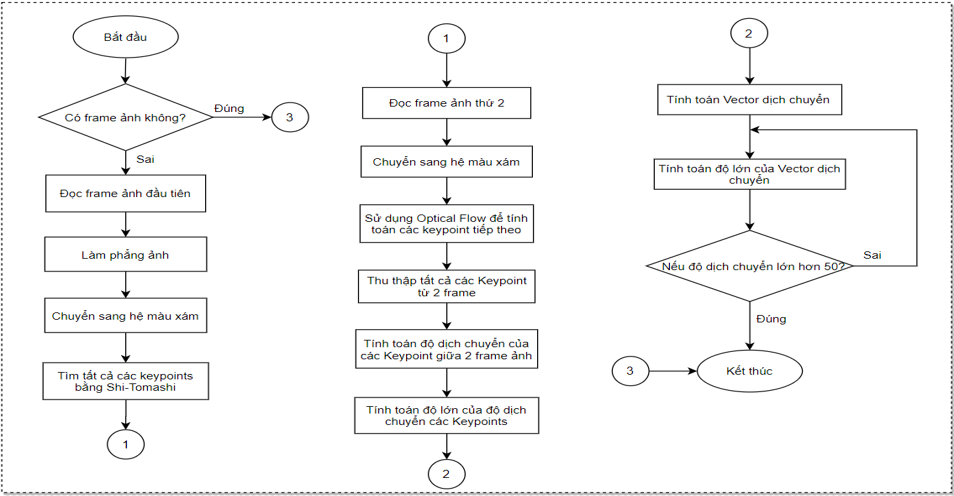 Bắt đầu
Có frame ảnh không?
Đúng
3
Sai
Đọc frame ảnh đầu tiên
Làm phẳng ảnh
Chuyển sang hệ màu xám
Tìm tất cả các keypoints
bằng Shi-Tomashi
1
1
Đọc frame ảnh thứ 2
Chuyển sang hệ màu xám
Sử dụng Optical Flow để tính
toán các keypoint tiếp theo
Thu thập tất cả các Keypoint
từ 2 frame
Tính toán độ dịch chuyển của
các Keypoint giữa 2 frame ảnh
Tính toán độ lớn của độ dịch
chuyển các Keypoints
2
2
Tính toán Vector dịch chuyển
Tính toán độ lớn của Vector dịch
chuyển
Nếu độ dịch chuyển lớn hơn 50?
Sai
Đúng
3
Kết thúc